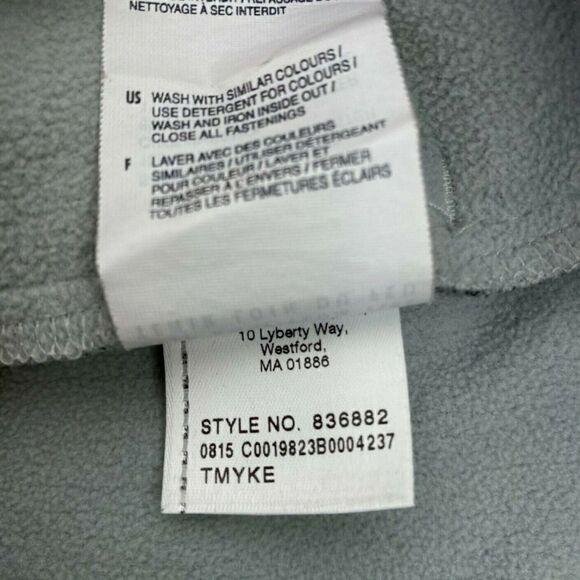 NETTOYAGE À SEC INTERDIT
US WASH WITH SIMILAR COLOURS /
USE DETERGENT FOR COLOURS /
WASH AND IRON INSIDE OUT /
CLOSE ALL FASTENINGS
F LAVER AVEC DES COULEURS
SIMILAIRES / UTILISER DÉTERGENT
POUR COULEUR / LAVER ET
REPASSER À L'ENVERS / FERMER
TOUTES LES FERMETURES ÉCLAIRS
10 Lyberty Way,
Westford,
MA 01886
STYLE NO. 836882
0815 C0019823B0004237
TMYKE